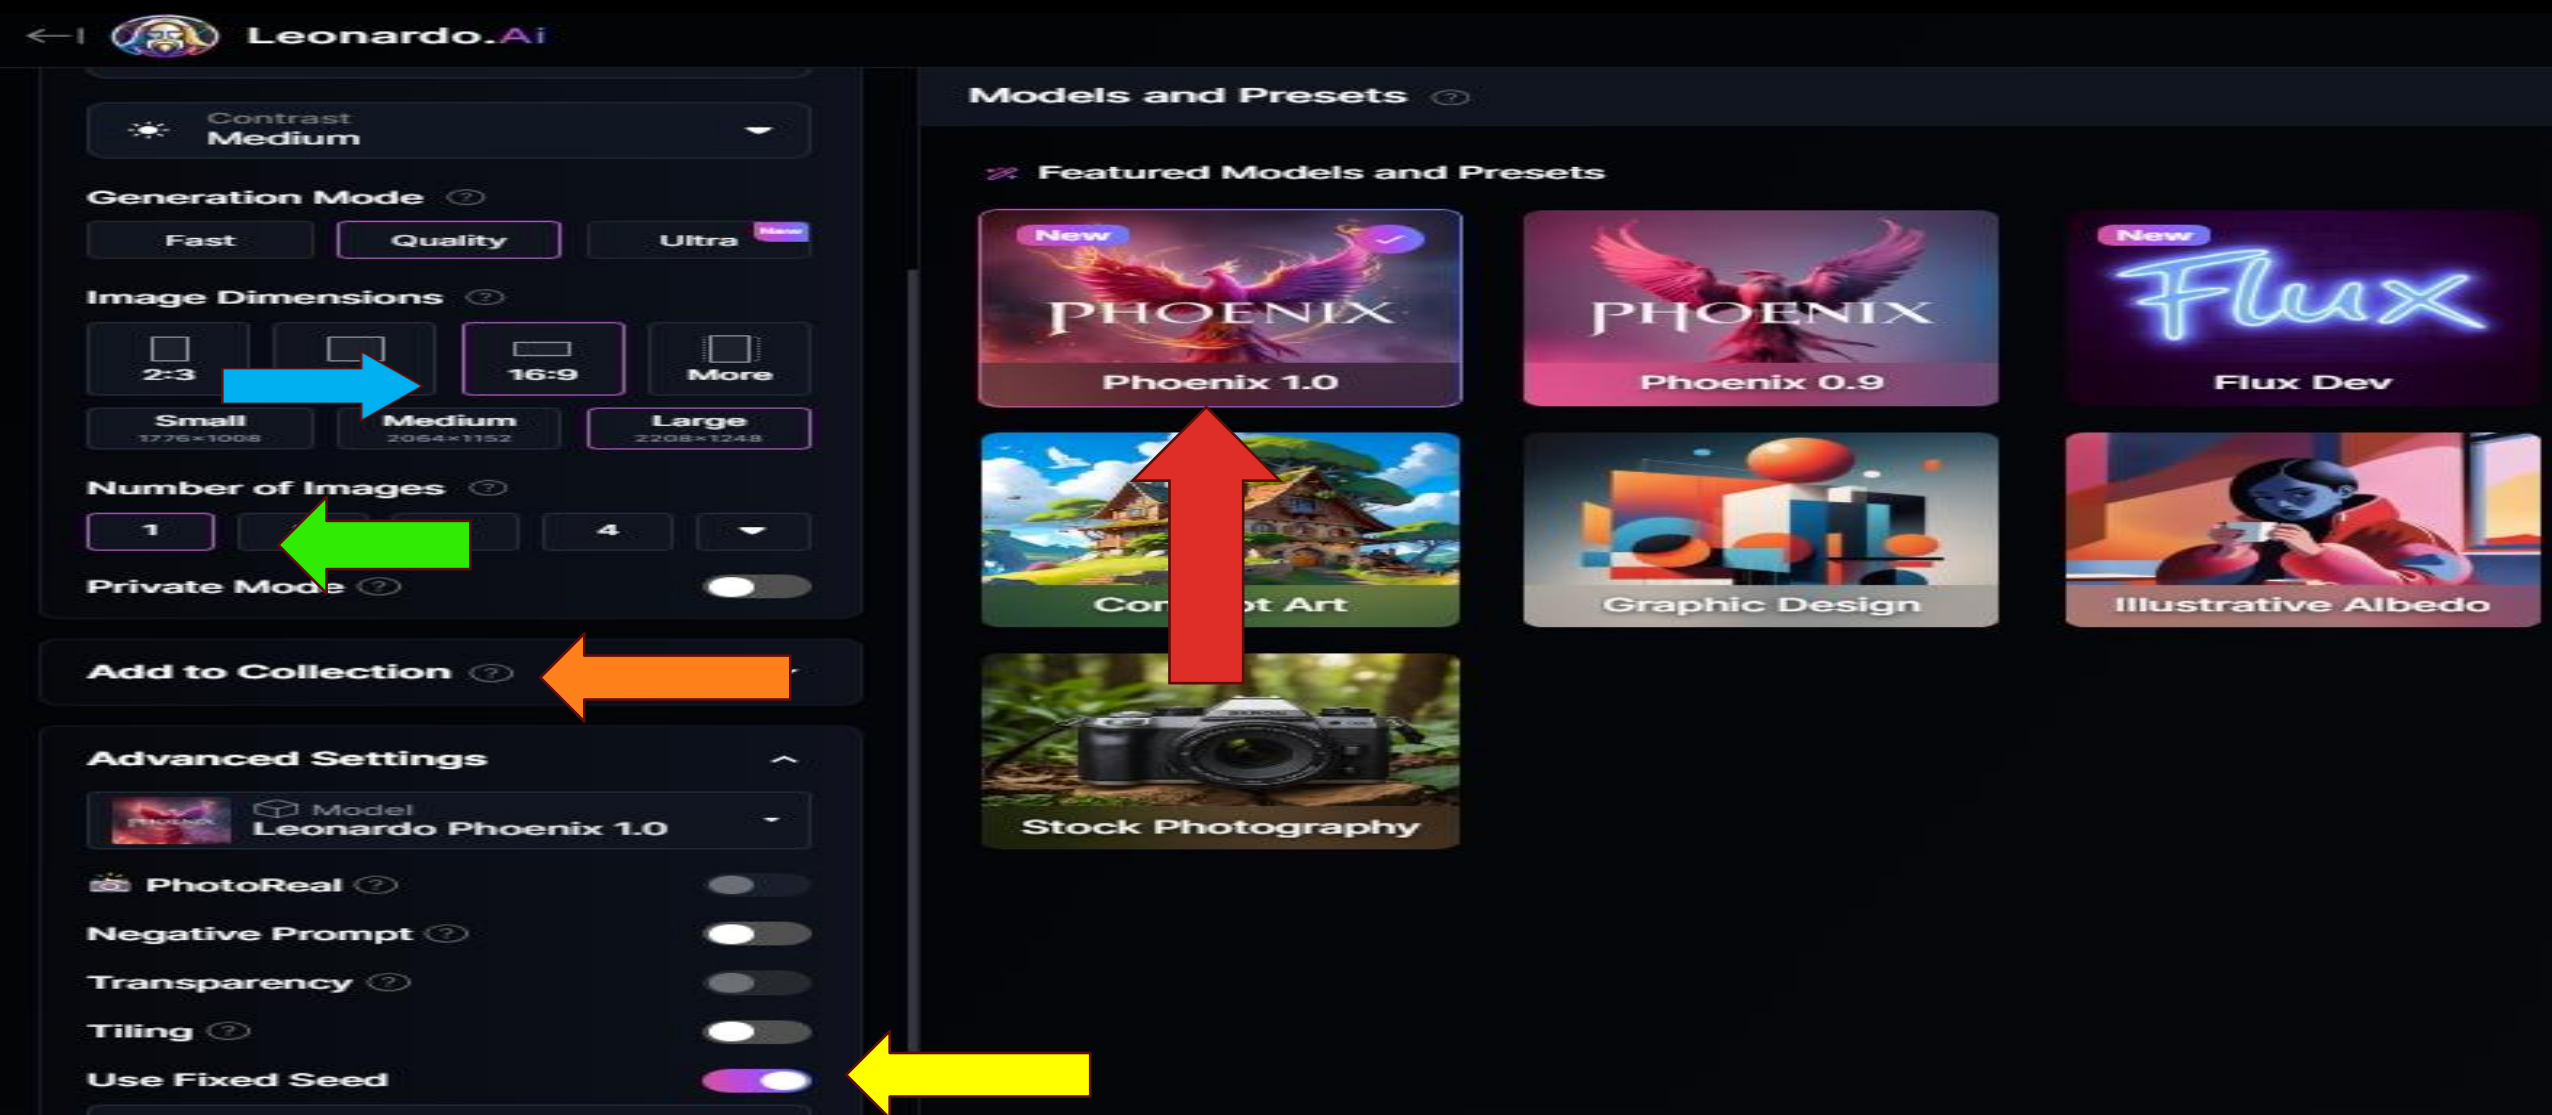 Leonardo.Ai
Contrast
Medium
Generation Mode
Fast
Quality
Ultra
New
Image Dimensions
2:3
16:9
More
Small
1776×1008
Medium
2064×1152
Large
2208×1248
Number of Images
1
4
Private Mode
Add to Collection
Advanced Settings
Model
Leonardo Phoenix 1.0
PhotoReal
Negative Prompt
Transparency
Tiling
Use Fixed Seed
Models and Presets
Featured Models and Presets
New
PHOENIX
Phoenix 1.0
PHOENIX
Phoenix 0.9
New
Flux
Flux Dev
Art
Graphic Design
Illustrative Albedo
Stock Photography